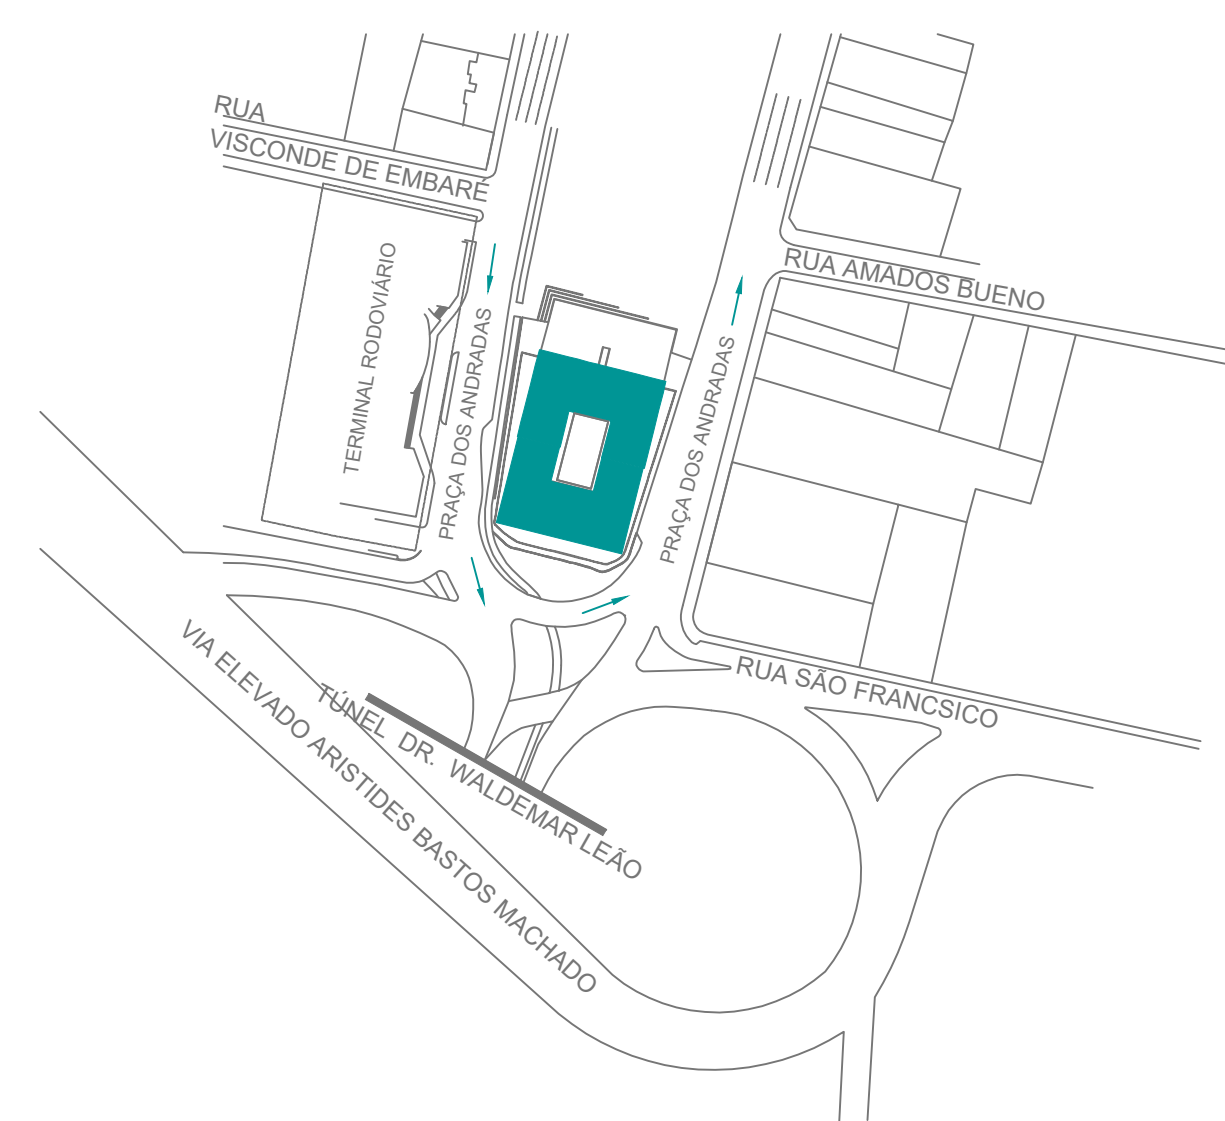 RUA
VISCONDE DE EMBARÉ
TERMINAL RODOVIÁRIO
PRAÇA DOS ANDRADAS
PRAÇA DOS ANDRADAS
RUA AMADOS BUENO
RUA SÃO FRANCSICO
TÚNEL DR. WALDEMAR LEÃO
VIA ELEVADO ARISTIDES BASTOS MACHADO